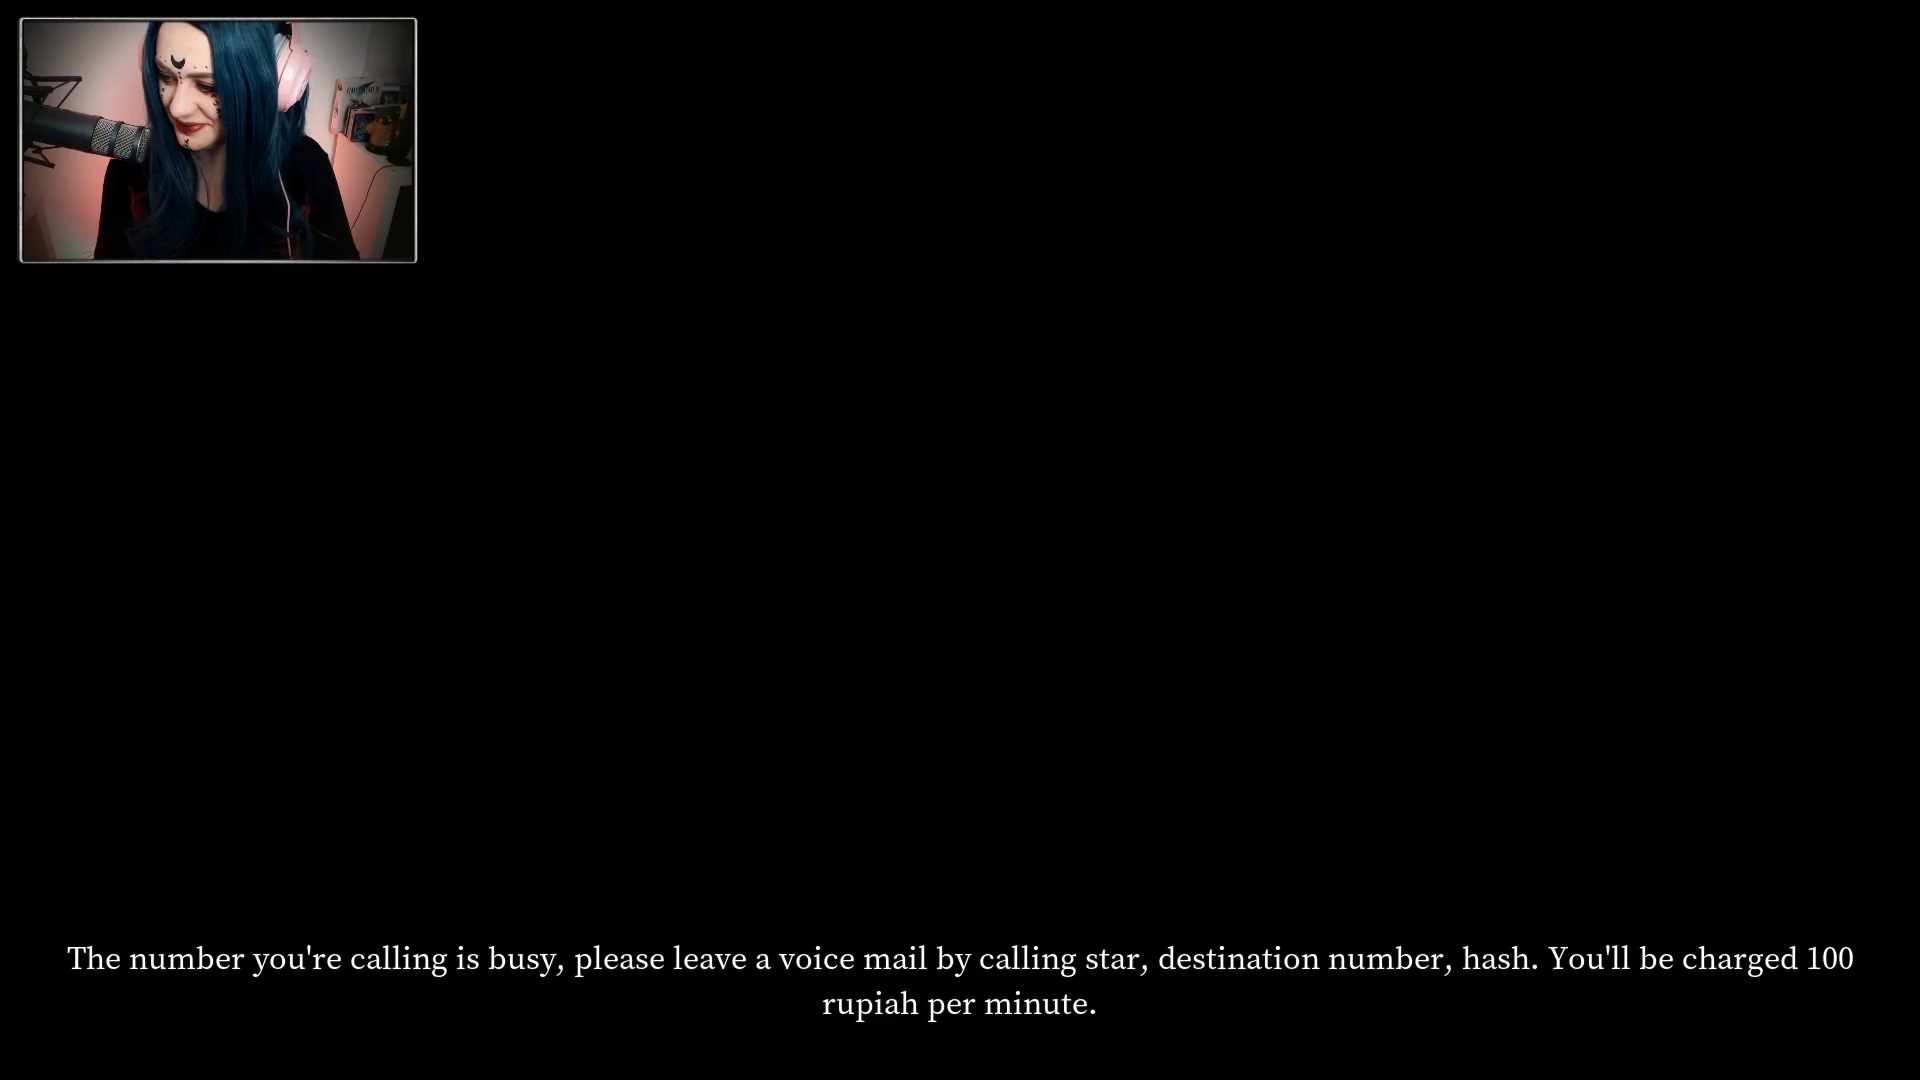 The number you're calling is busy, please leave a voice mail by calling star, destination number, hash. You'll be charged 100
rupiah per minute.